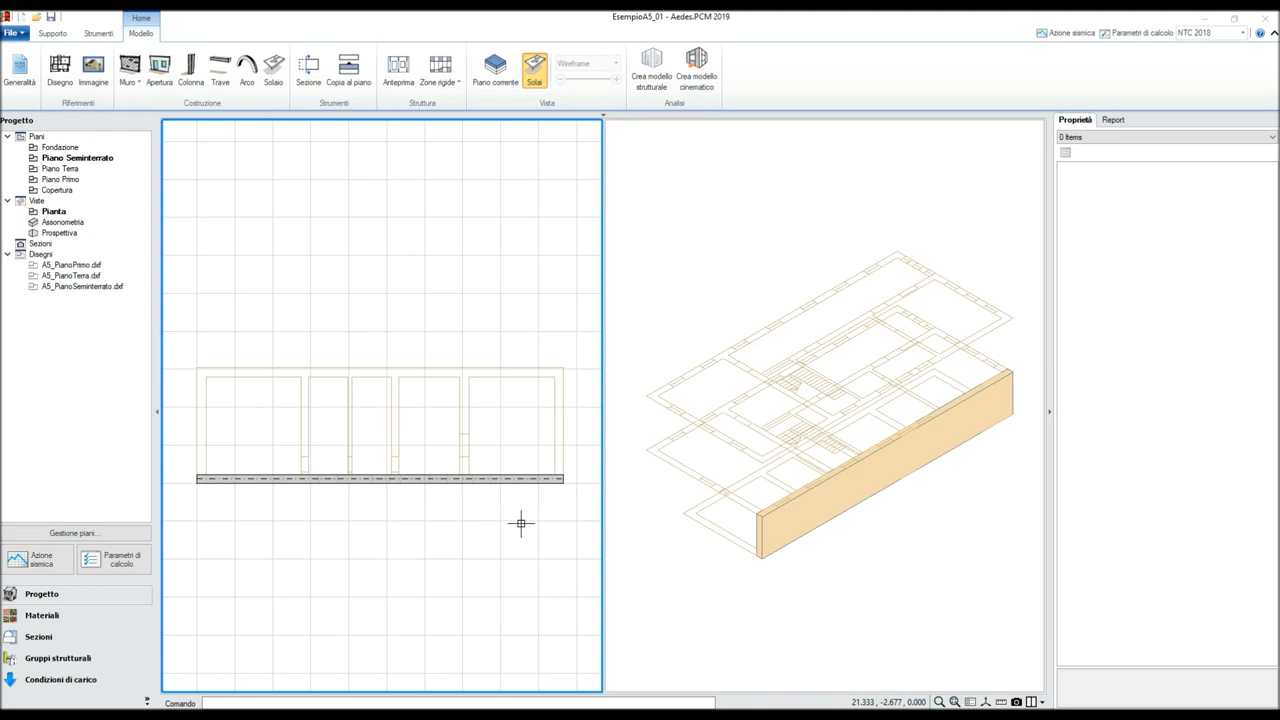 EsempioA5_01 - Aedes.PCM 2019
Home
File
Supporto
Strumenti
Modello
Azione sismica
Parametri di calcolo
NTC 2018
Generalità
Disegno
Immagine
Muro
Apertura
Colonna
Trave
Arco
Solaio
Sezione
Copia al piano
Anteprima
Zone rigide
Piano corrente
Solai
Wireframe
Crea modello strutturale
Crea modello cinematico
Riferimenti
Costruzione
Strumenti
Struttura
Vista
Analisi
Progetto
Piani
Fondazione
Piano Seminterrato
Piano Terra
Piano Primo
Copertura
Viste
Pianta
Assonometria
Prospettiva
Sezioni
Disegni
A5_PianoPrimo.dxf
A5_PianoTerra.dxf
A5_PianoSeminterrato.dxf
Gestione piani...
Azione sismica
Parametri di calcolo
Progetto
Materiali
Sezioni
Gruppi strutturali
Condizioni di carico
Proprietà
Report
0 Items
Comando
21.333 , -2.677 , 0.000